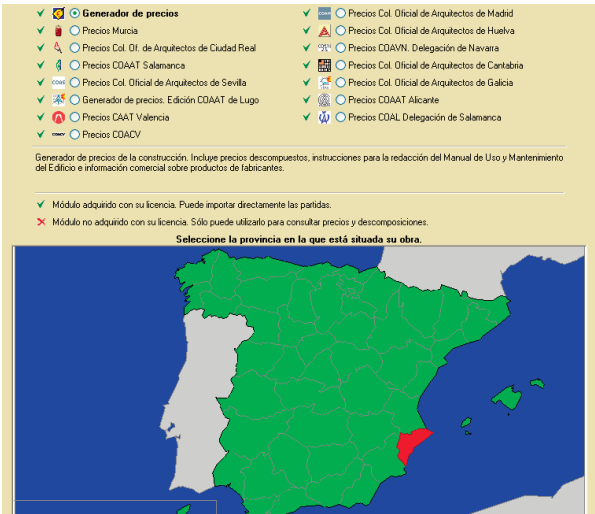 Generador de precios
Precios Murcia
Precios Col. Of. de Arquitectos de Ciudad Real
Precios COAAT Salamanca
Precios Col. Oficial de Arquitectos de Sevilla
Generador de precios. Edición COAAT de Lugo
Precios CAAT Valencia
Precios COACV
Precios Col. Oficial de Arquitectos de Madrid
Precios Col. Oficial de Arquitectos de Huelva
Precios COAVN. Delegación de Navarra
Precios Col. Oficial de Arquitectos de Cantabria
Precios Col. Oficial de Arquitectos de Galicia
Precios COAAT Alicante
Precios COAL Delegación de Salamanca
Generador de precios de la construcción. Incluye precios descompuestos, instrucciones para la redacción del Manual de Uso y Mantenimiento
del Edificio e información comercial sobre productos de fabricantes.
Módulo adquirido con su licencia. Puede importar directamente las partidas.
Módulo no adquirido con su licencia. Sólo puede utilizarlo para consultar precios y descomposiciones.
Seleccione la provincia en la que está situada su obra.